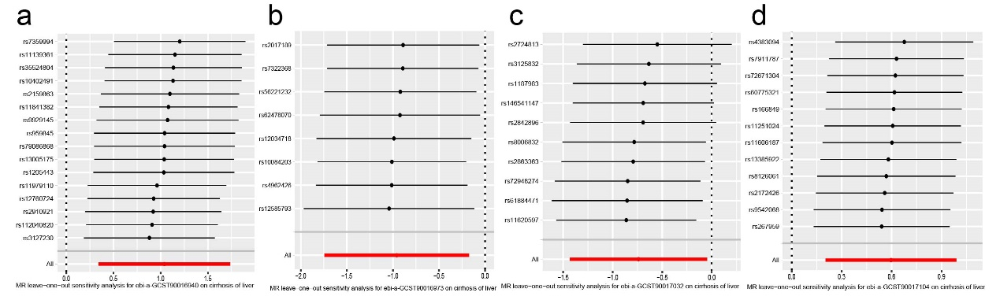 a
rs7359994
rs11139361
rs35524804
rs10402491
rs2159863
rs11841382
rs9929145
rs959845
rs79086868
rs13005175
rs1205443
rs11979110
rs12760724
rs2910921
rs112040820
rs3127230
All
0.0 0.5 1.0 1.5
MR leave-one-out sensitivity analysis for ebi-a-GCST90016940 on cirrhosis of liver
b
rs2017189
rs7322368
rs56221232
rs62478070
rs12034718
rs10084203
rs4962426
rs12585793
All
−2.0 −1.5 −1.0 −0.5 0.0
MR leave-one-out sensitivity analysis for ebi-a-GCST90016973 on cirrhosis of liver
c
rs2724813
rs3125832
rs1187983
rs146541147
rs2842896
rs8006832
rs2863363
rs72948274
rs61884471
rs11620597
All
−1.5 −1.0 −0.5 0.0
MR leave-one-out sensitivity analysis for ebi-a-GCST90017032 on cirrhosis of liver
d
rs4383094
rs7911787
rs72671304
rs60775321
rs166849
rs11251024
rs11606187
rs13385922
rs8126061
rs2172426
rs9542068
rs267959
All
0.0 0.3 0.6 0.9
MR leave-one-out sensitivity analysis for ebi-a-GCST90017104 on cirrhosis of liver